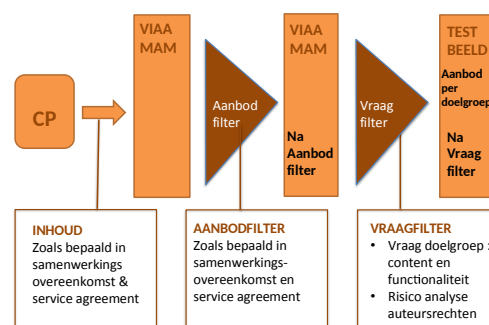 CP
VIAA
MAM
Aanbod
filter
VIAA
MAM
Na
Aanbod
filter
Vraag
filter
TEST
BEELD
Aanbod
per
doelgroep
Na
Vraag
filter
INHOUD
Zoals bepaald in
samenwerkings
overeenkomst &
service agreement
AANBODFILTER
Zoals bepaald in
samenwerkings-
overeenkomst en
service agreement
VRAAGFILTER
• Vraag doelgroep :
content en
functionaliteit
• Risico analyse
auteursrechten